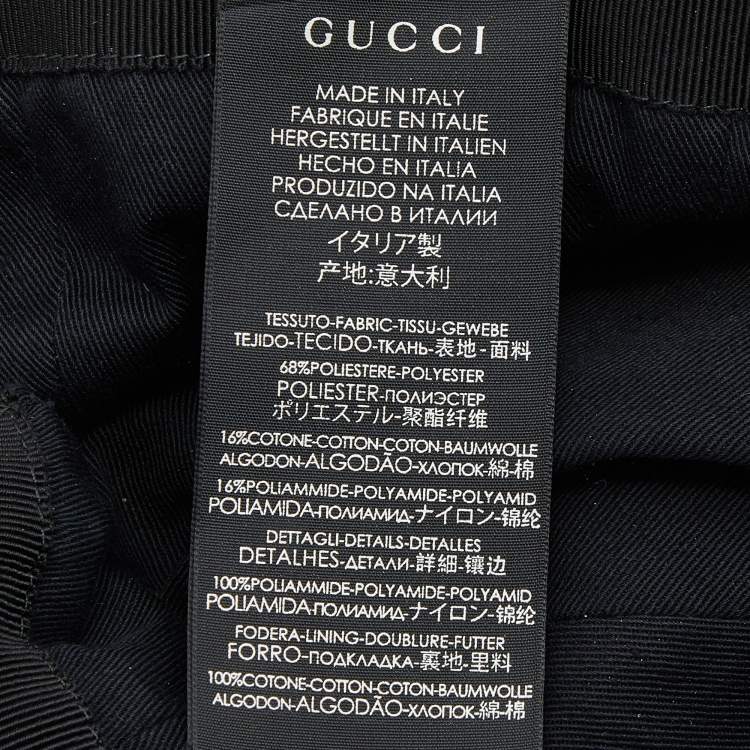 GUCCI
MADE IN ITALY
FABRIQUE EN ITALIE
HERGESTELLT IN ITALIEN
HECHO EN ITALIA
PRODUZIDO NA ITALIA
СДЕЛАНО В ИТАЛИИ
イタリア製
产地:意大利
TESSUTO-FABRIC-TISSU-GEWEBE
TEJIDO-TECIDO-ТКАНЬ-表地-面料
68%POLIESTERE-POLYESTER
POLIESTER-ПОЛИЭСТЕР
ポリエステル-聚酯纤维
16%COTONE-COTTON-COTON-BAUMWOLLE
ALGODON-ALGODÃO-ХЛОПОК-綿-棉
16%POLIAMMIDE-POLYAMIDE-POLYAMID
POLIAMIDA-ПОЛИАМИД-ナイロン-锦纶
DETTAGLI-DETAILS-DETALLES
DETALHES-ДЕТАЛИ-詳細-镶边
100%POLIAMMIDE-POLYAMIDE-POLYAMID
POLIAMIDA-ПОЛИАМИД-ナイロン-锦纶
FODERA-LINING-DOUBLURE-FUTTER
FORRO-ПОДКЛАДКА-裏地-里料
100%COTONE-COTTON-COTON-BAUMWOLLE
ALGODON-ALGODÃO-ХЛОПОК-綿-棉